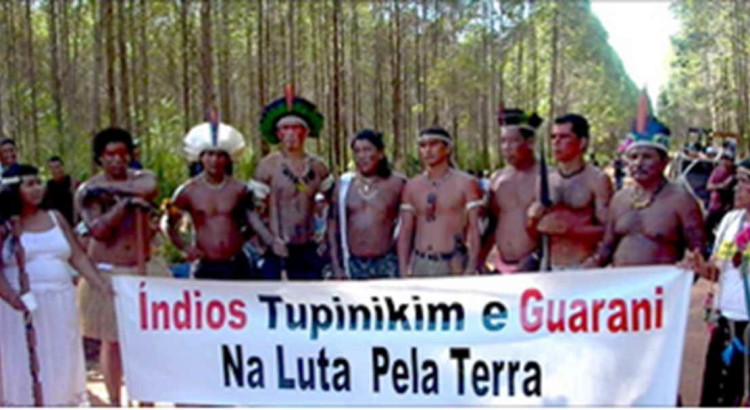 Índios Tupinikim e Guarani
Na Luta Pela Terra